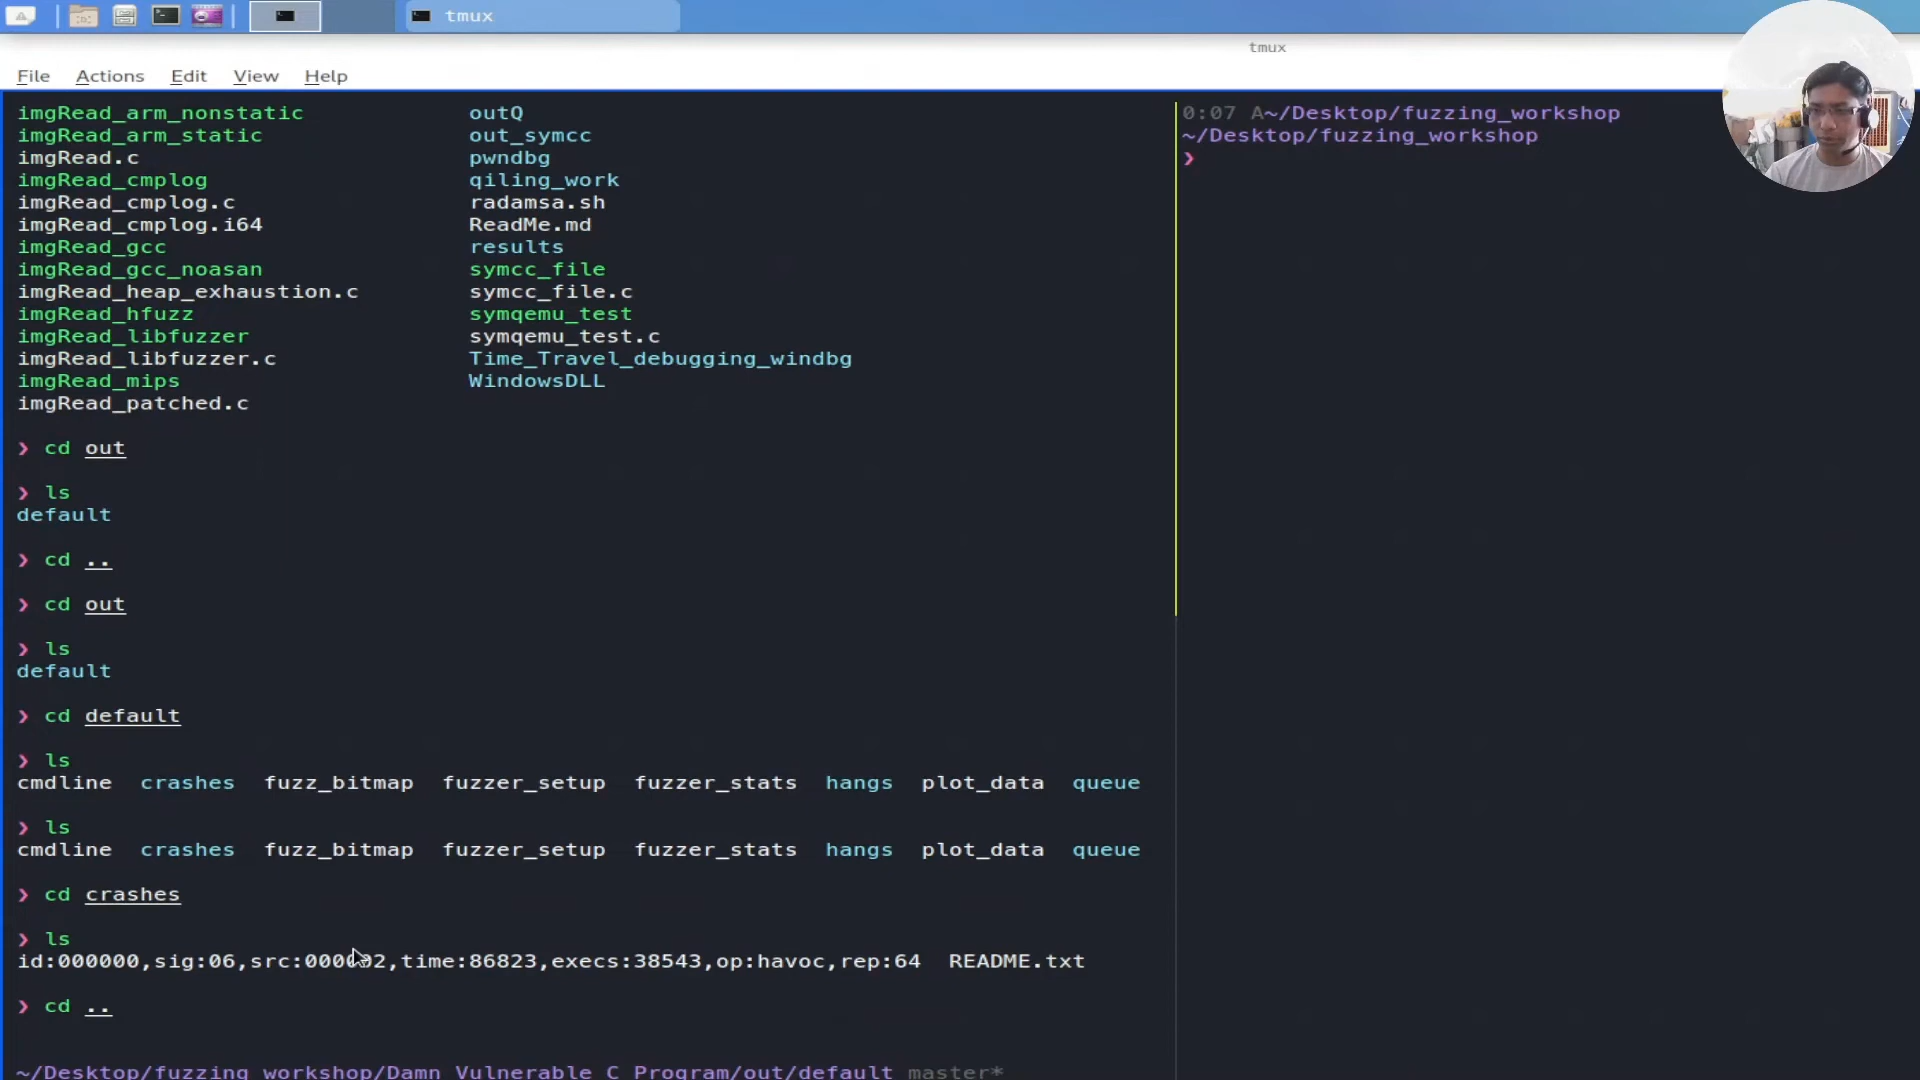 tmux
tmux
File Actions Edit View Help
imgRead_arm_nonstatic outQ
imgRead_arm_static out_symcc
imgRead.c pwndbg
imgRead_cmplog qiling_work
imgRead_cmplog.c radamsa.sh
imgRead_cmplog.i64 ReadMe.md
imgRead_gcc results
imgRead_gcc_noasan symcc_file
imgRead_heap_exhaustion.c symcc_file.c
imgRead_hfuzz symqemu_test
imgRead_libfuzzer symqemu_test.c
imgRead_libfuzzer.c Time_Travel_debugging_windbg
imgRead_mips WindowsDLL
imgRead_patched.c
❯ cd out
❯ ls
default
❯ cd ..
❯ cd out
❯ ls
default
❯ cd default
❯ ls
cmdline crashes fuzz_bitmap fuzzer_setup fuzzer_stats hangs plot_data queue
❯ ls
cmdline crashes fuzz_bitmap fuzzer_setup fuzzer_stats hangs plot_data queue
❯ cd crashes
❯ ls
id:000000,sig:06,src:000002,time:86823,execs:38543,op:havoc,rep:64 README.txt
❯ cd ..
~/Desktop/fuzzing_workshop/Damn_Vulnerable_C_Program/out/default master*
0:07 A~/Desktop/fuzzing_workshop
~/Desktop/fuzzing_workshop
❯